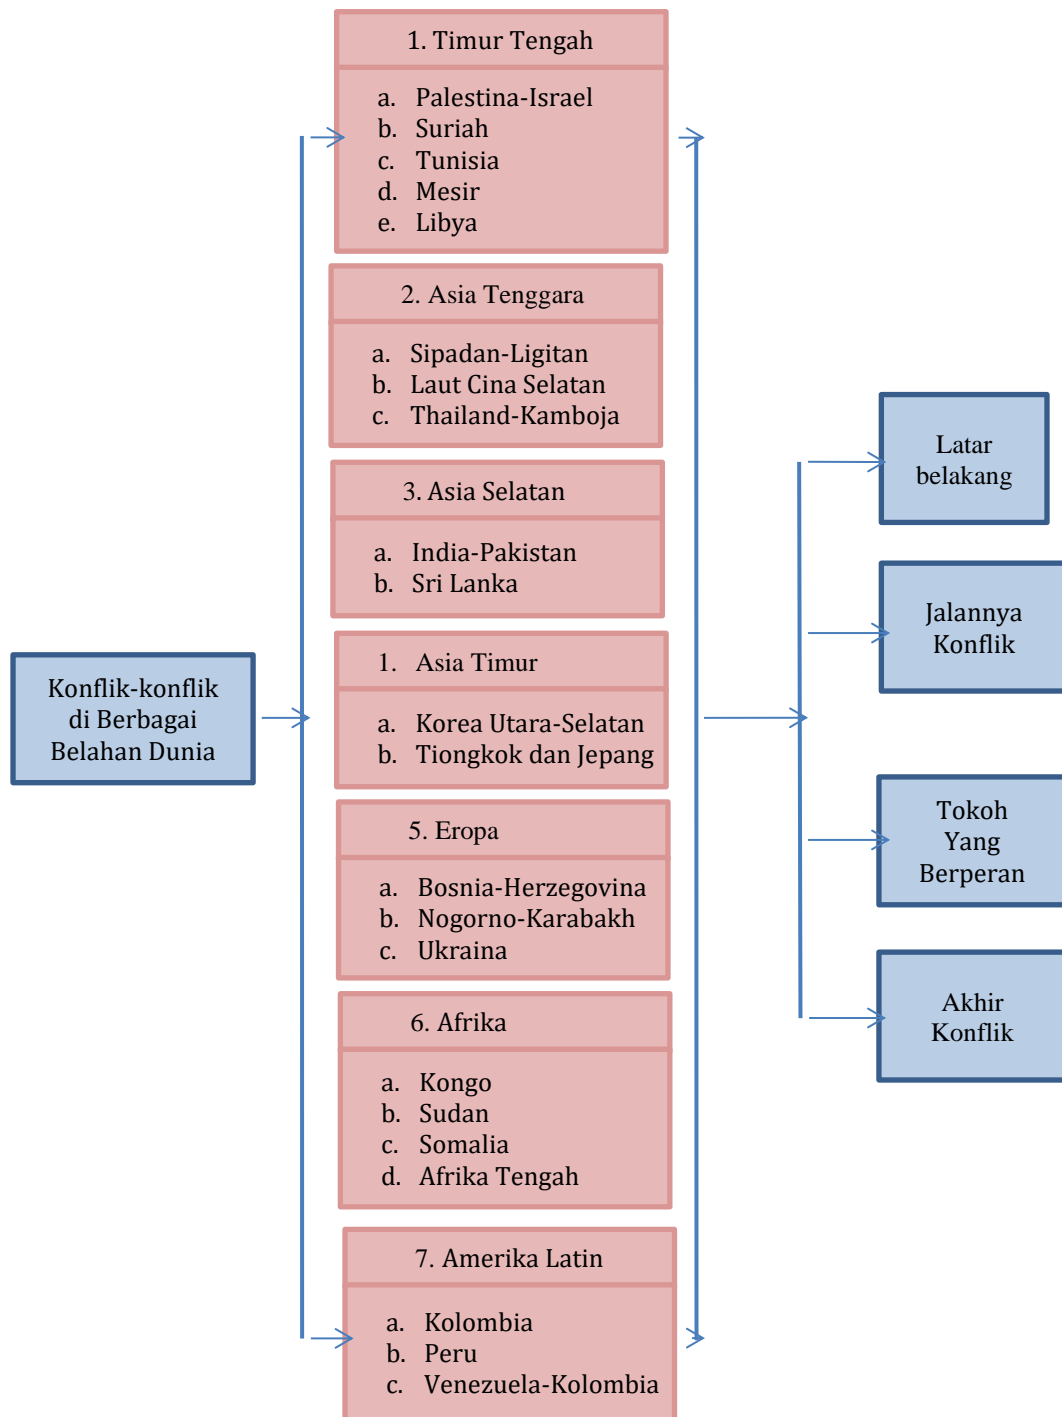 Konflik-konflik
di Berbagai
Belahan Dunia
1. Timur Tengah
a. Palestina-Israel
b. Suriah
c. Tunisia
d. Mesir
e. Libya
2. Asia Tenggara
a. Sipadan-Ligitan
b. Laut Cina Selatan
c. Thailand-Kamboja
3. Asia Selatan
a. India-Pakistan
b. Sri Lanka
1. Asia Timur
a. Korea Utara-Selatan
b. Tiongkok dan Jepang
5. Eropa
a. Bosnia-Herzegovina
b. Nogorno-Karabakh
c. Ukraina
6. Afrika
a. Kongo
b. Sudan
c. Somalia
d. Afrika Tengah
7. Amerika Latin
a. Kolombia
b. Peru
c. Venezuela-Kolombia
Latar
belakang
Jalannya
Konflik
Tokoh
Yang
Berperan
Akhir
Konflik